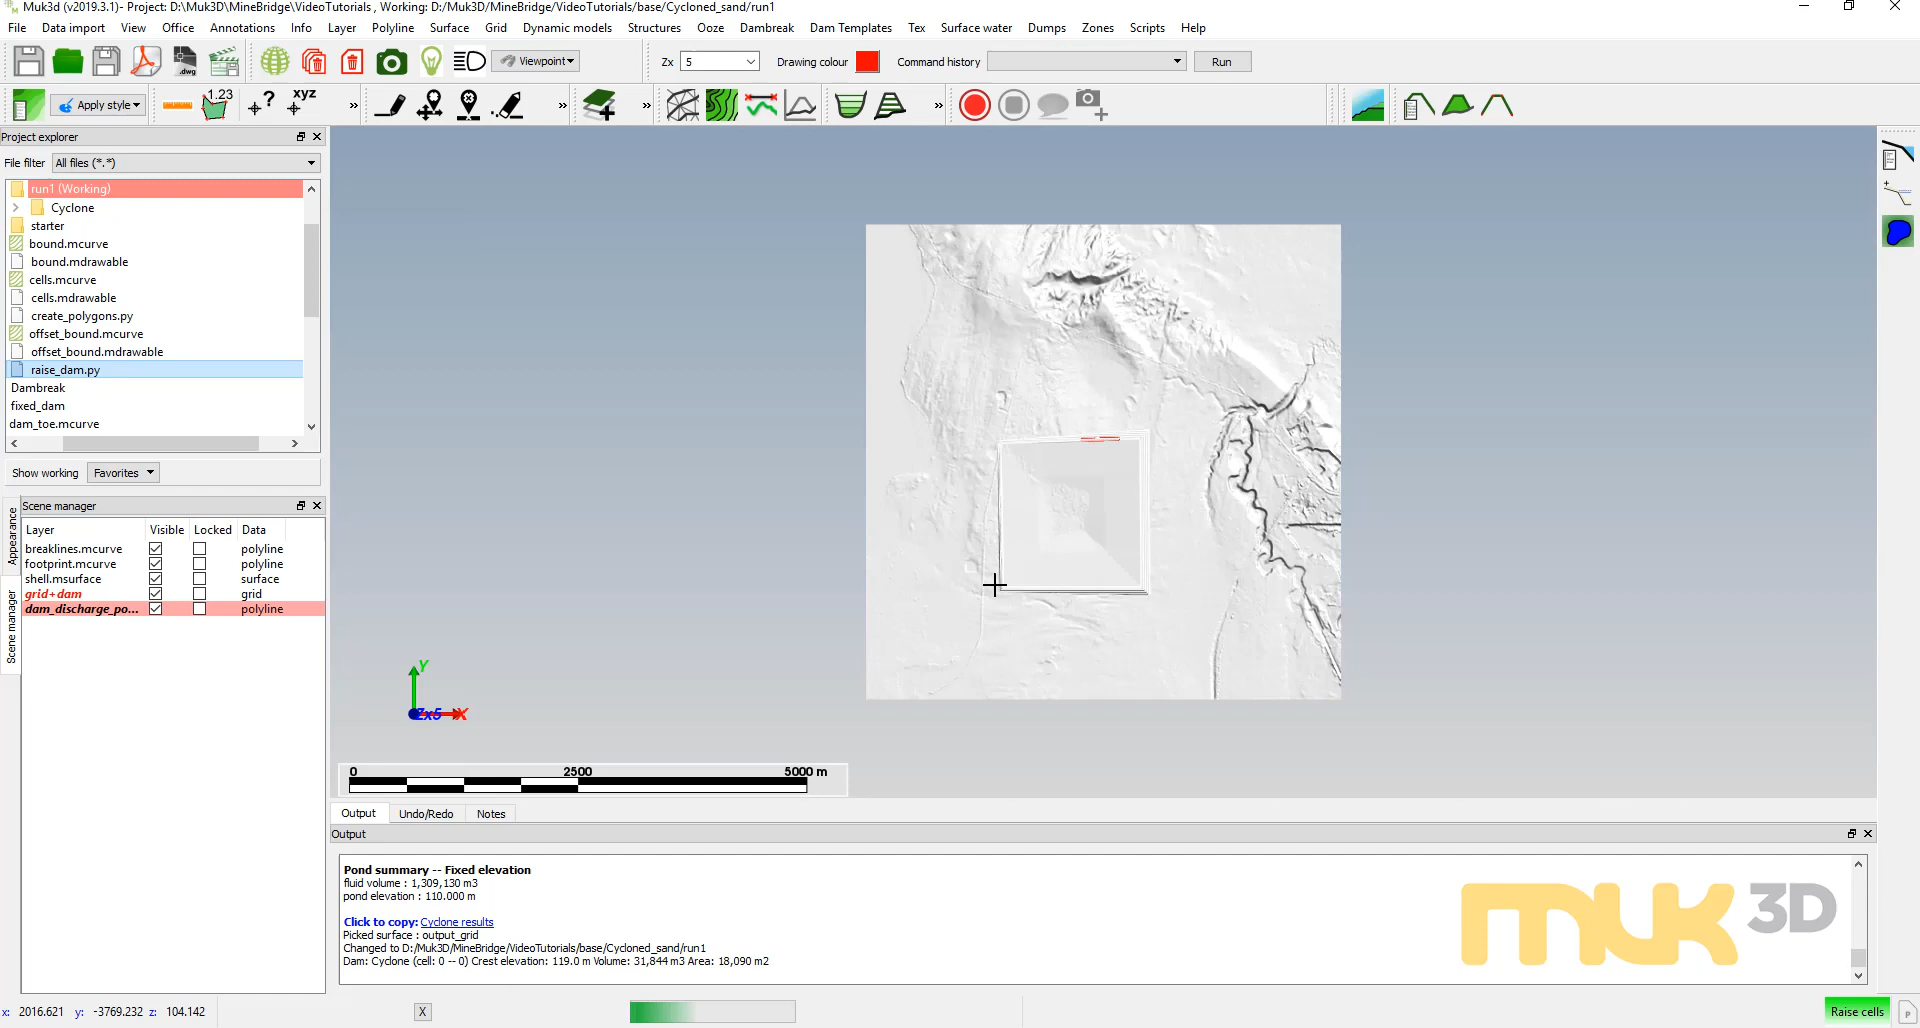 Muk3d (v2019.3.1)- Project: D:\Muk3D\MineBridge\VideoTutorials , Working: D:/Muk3D/MineBridge/VideoTutorials/base/Cycloned_sand/run1
File Data import View Office Annotations Info Layer Polyline Surface Grid Dynamic models Structures Ooze Dambreak Dam Templates Tex Surface water Dumps Zones Scripts Help
.dwg Viewpoint Zx 5 Drawing colour Command history Run
Apply style 1.23 ? xyz » » » »
Project explorer
File filter All files (*.*)
run1 (Working)
Cyclone
starter
bound.mcurve
bound.mdrawable
cells.mcurve
cells.mdrawable
create_polygons.py
offset_bound.mcurve
offset_bound.mdrawable
raise_dam.py
Dambreak
fixed_dam
dam_toe.mcurve
Show working Favorites
Scene manager
Appearance
Scene manager
Layer Visible Locked Data
breaklines.mcurve polyline
footprint.mcurve polyline
shell.msurface surface
grid+dam grid
dam_discharge_po... polyline
Y
Zx5 X
0 2500 5000 m
Output Undo/Redo Notes
Output
Pond summary -- Fixed elevation
fluid volume : 1,309,130 m3
pond elevation : 110.000 m
Click to copy: Cyclone results
Picked surface : output_grid
Changed to D:/Muk3D/MineBridge/VideoTutorials/base/Cycloned_sand/run1
Dam: Cyclone (cell: 0 -- 0) Crest elevation: 119.0 m Volume: 31,844 m3 Area: 18,090 m2
muk 3D
x: 2016.621 y: -3769.232 z: 104.142 X Raise cells P